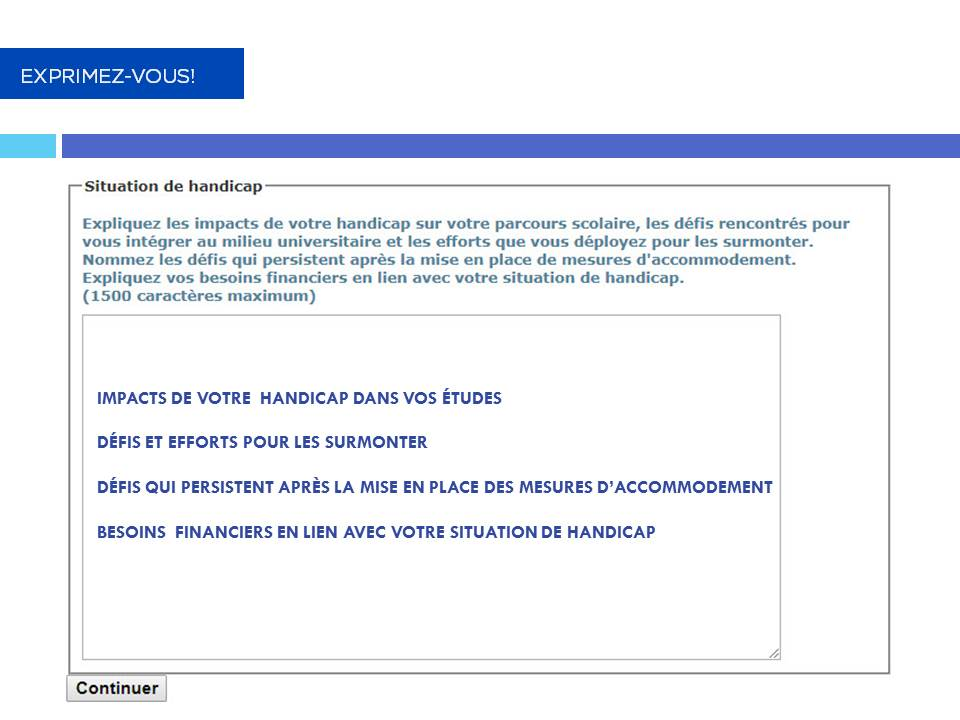 EXPRIMEZ-VOUS!
Situation de handicap
Expliquez les impacts de votre handicap sur votre parcours scolaire, les défis rencontrés pour
vous intégrer au milieu universitaire et les efforts que vous déployez pour les surmonter.
Nommez les défis qui persistent après la mise en place de mesures d'accommodement.
Expliquez vos besoins financiers en lien avec votre situation de handicap.
(1500 caractères maximum)
IMPACTS DE VOTRE HANDICAP DANS VOS ÉTUDES
DÉFIS ET EFFORTS POUR LES SURMONTER
DÉFIS QUI PERSISTENT APRÈS LA MISE EN PLACE DES MESURES D'ACCOMMODEMENT
BESOINS FINANCIERS EN LIEN AVEC VOTRE SITUATION DE HANDICAP
Continuer